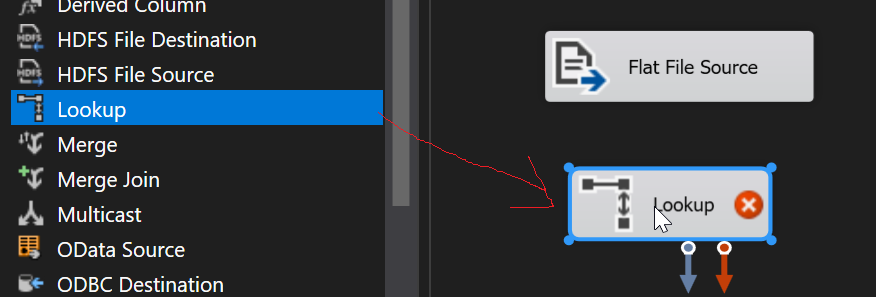 Derived Column
HDFS File Destination
HDFS File Source
Lookup
Merge
Merge Join
Multicast
OData Source
ODBC Destination
Flat File Source
Lookup